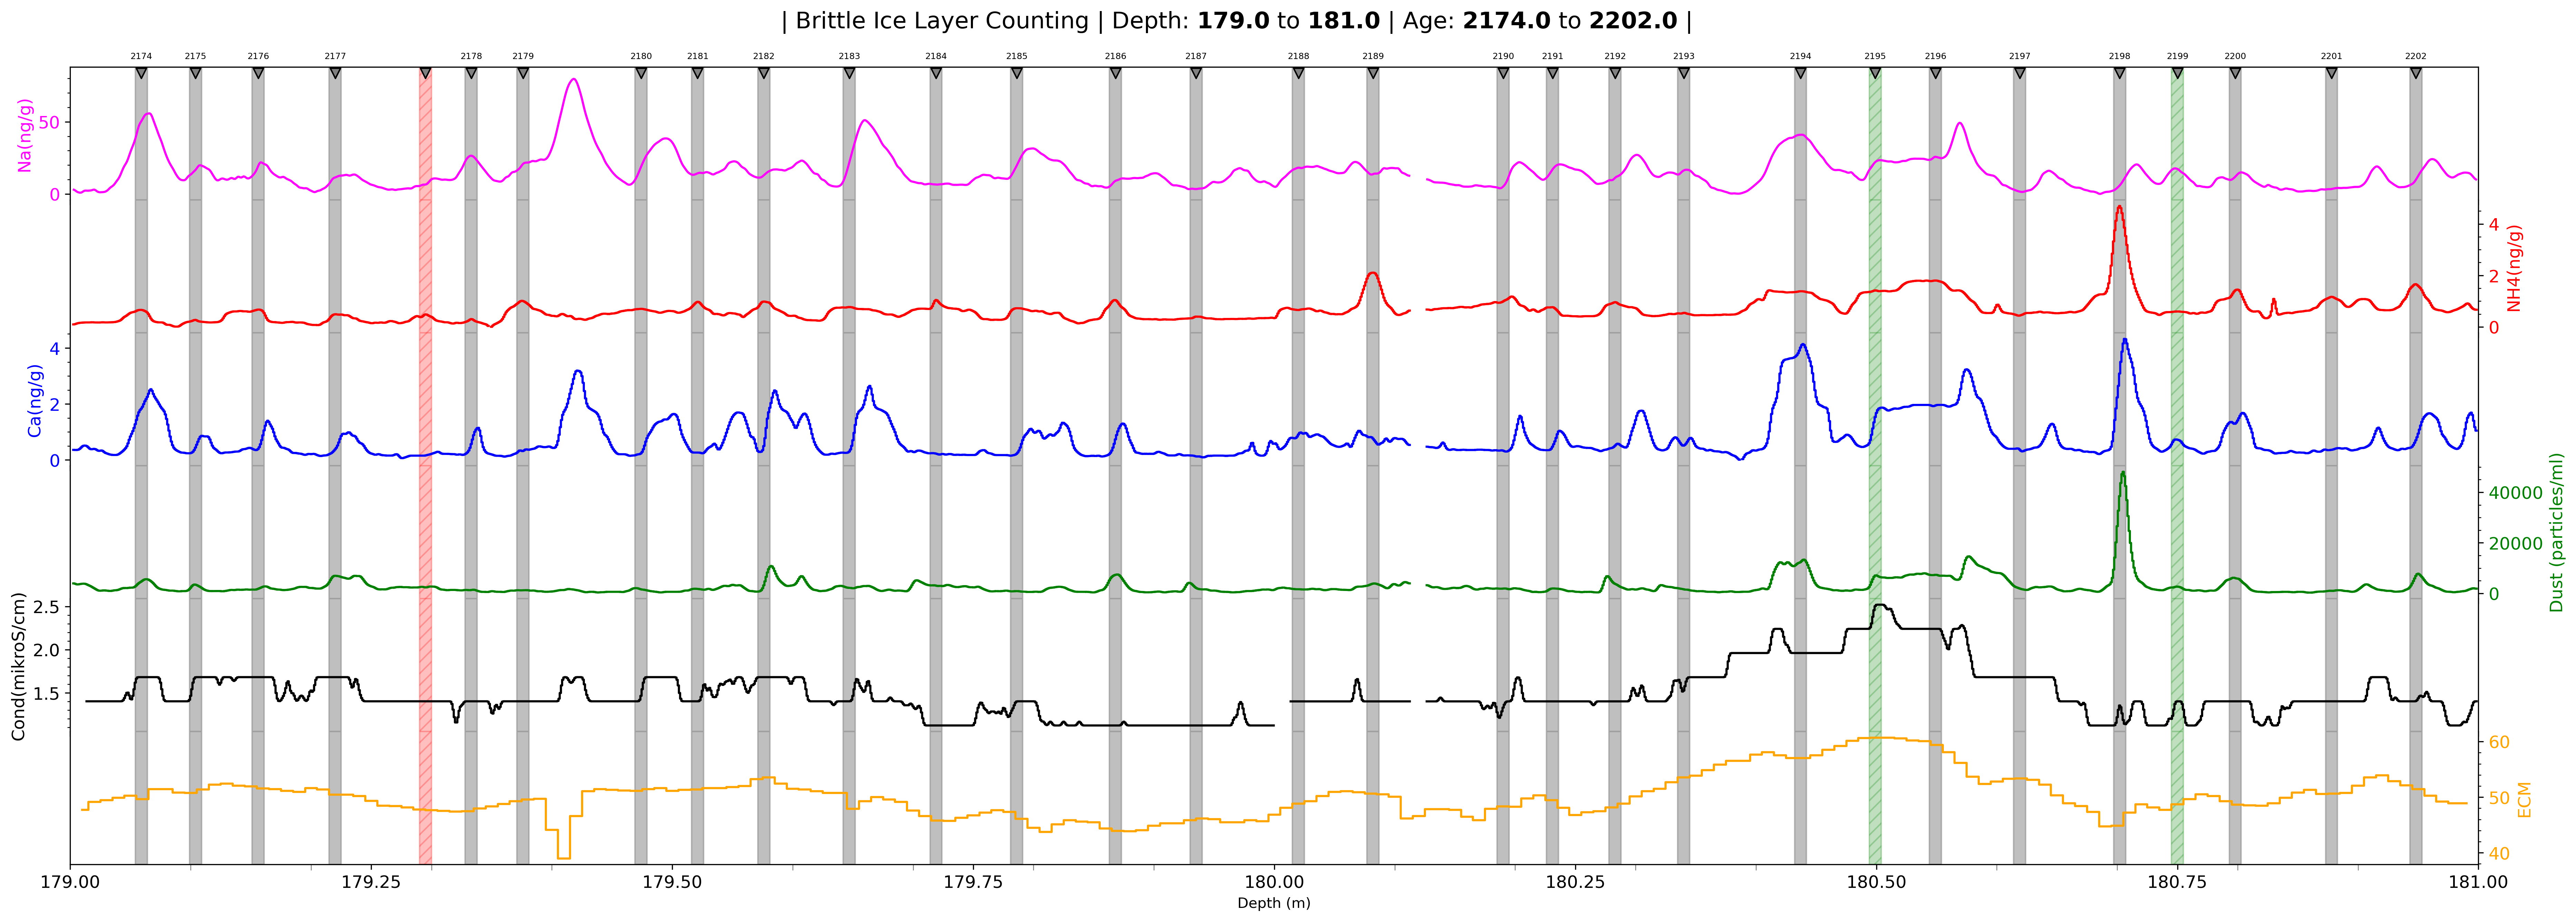 | Brittle Ice Layer Counting | Depth: 179.0 to 181.0 | Age: 2174.0 to 2202.0 |
2174 2175 2176 2177 2178 2179 2180 2181 2182 2183 2184 2185 2186 2187 2188 2189 2190 2191 2192 2193 2194 2195 2196 2197 2198 2199 2200 2201 2202
Na(ng/g)
50
0
NH4(ng/g)
4
2
0
Ca(ng/g)
4
2
0
Dust (particles/ml)
40000
20000
0
Cond(mikroS/cm)
2.5
2.0
1.5
ECM
60
50
40
179.00 179.25 179.50 179.75 180.00 180.25 180.50 180.75 181.00
Depth (m)